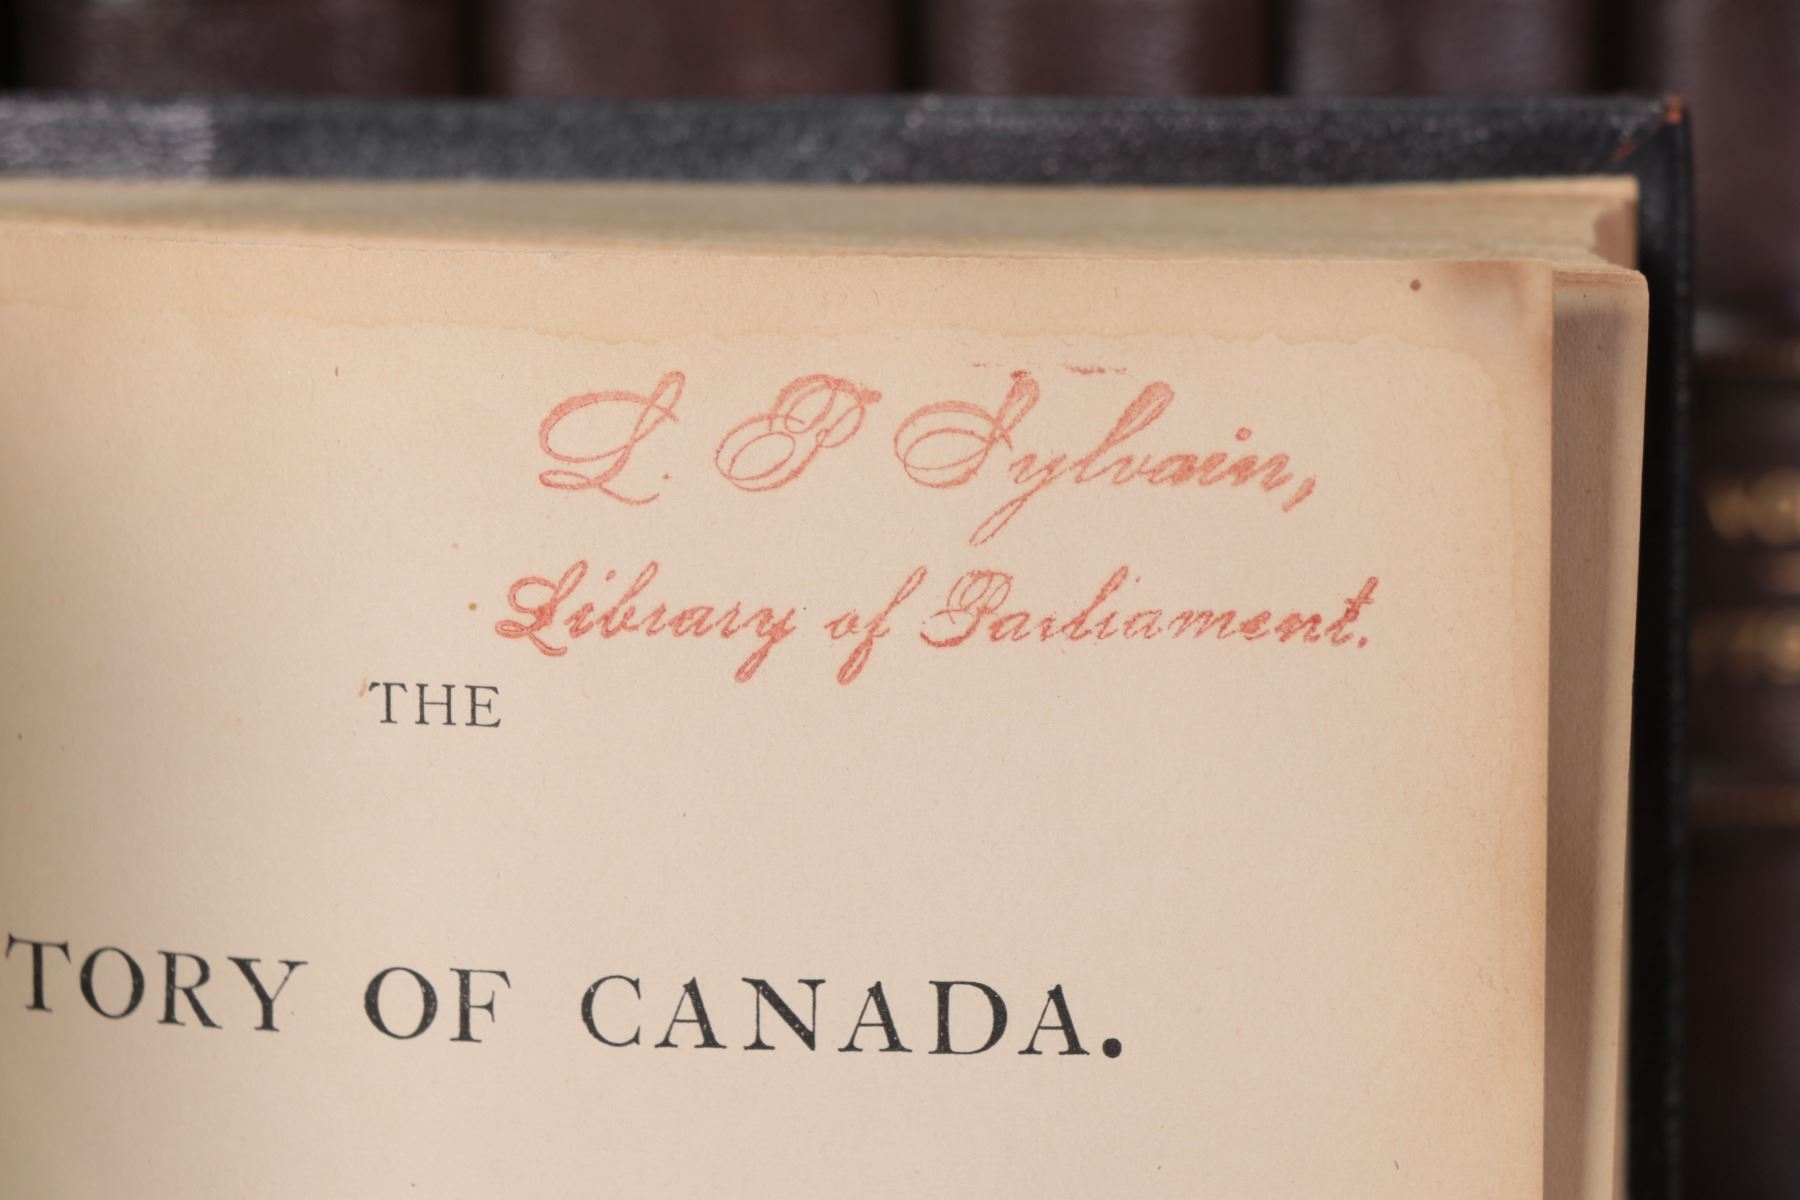 L. P Sylvain,
Library of Parliament.
THE
TORY OF CANADA.